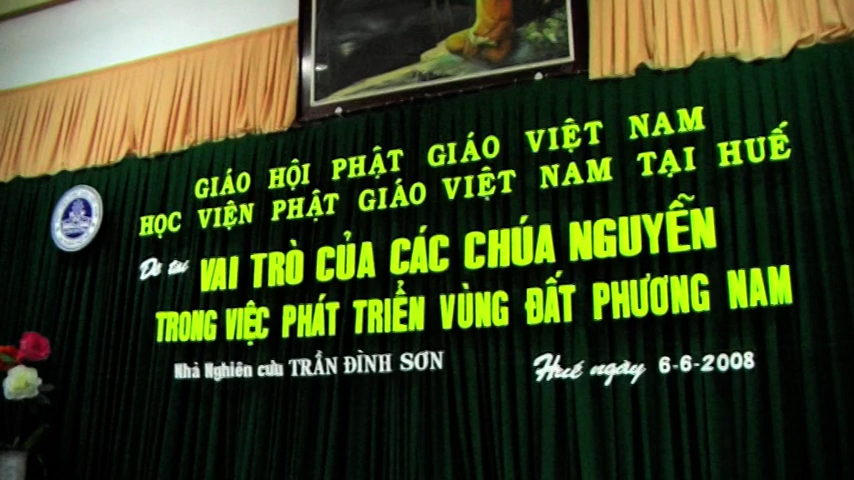 GIÁO HỘI PHẬT GIÁO VIỆT NAM
HỌC VIỆN PHẬT GIÁO VIỆT NAM TẠI HUẾ
Đề tài VAI TRÒ CỦA CÁC CHÚA NGUYỄN
TRONG VIỆC PHÁT TRIỂN VÙNG ĐẤT PHƯƠNG NAM
Nhà Nghiên cứu TRẦN ĐÌNH SƠN
Huế ngày 6-6-2008